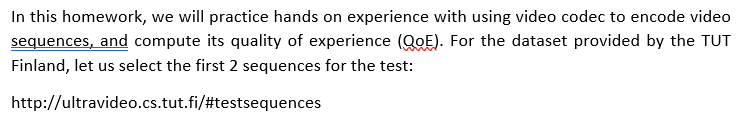 In this homework, we will practice hands on experience with using video codec to encode video
sequences, and compute its quality of experience (QoE). For the dataset provided by the TUT
Finland, let us select the first 2 sequences for the test:
http://ultravideo.cs.tut.fi/#testsequences